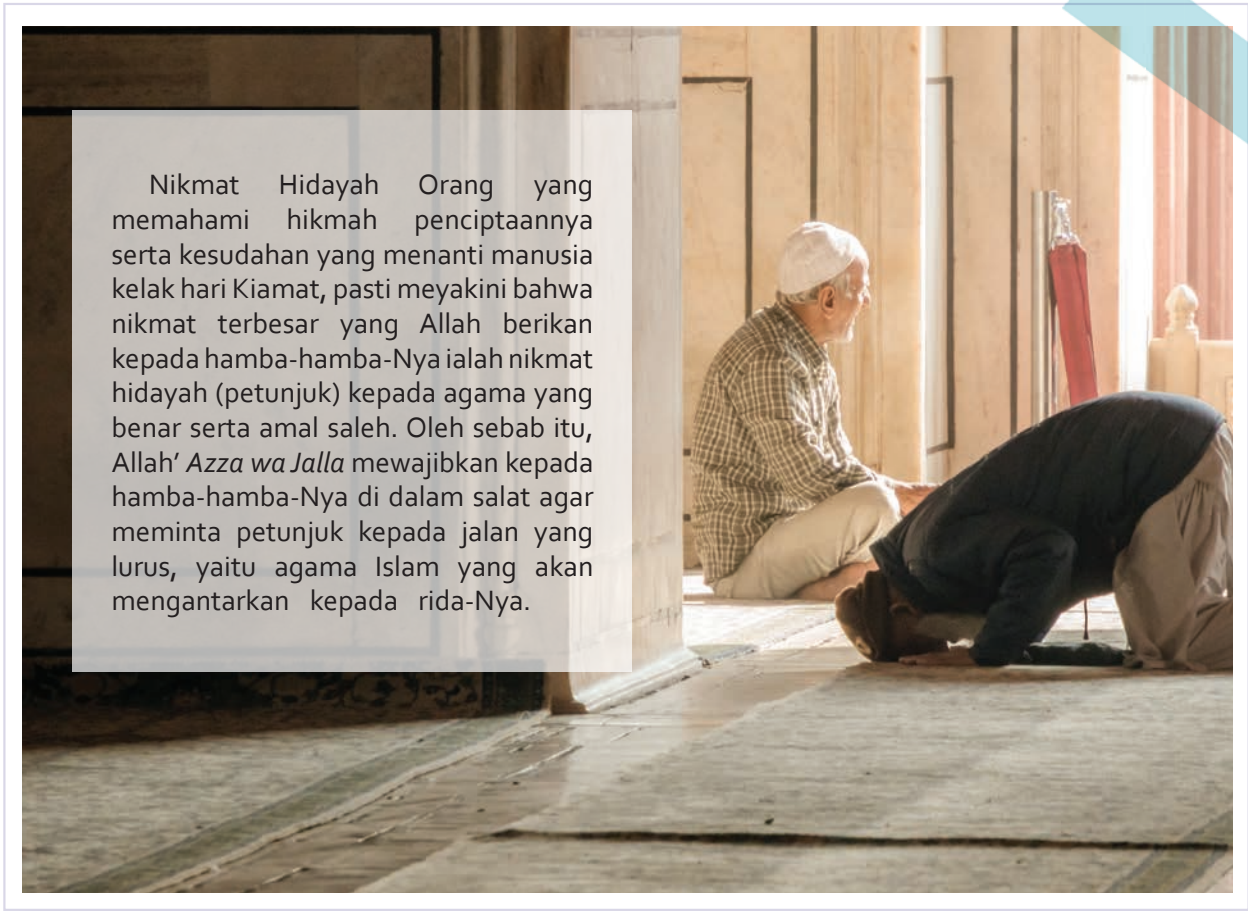 Nikmat Hidayah Orang yang
memahami hikmah penciptaannya
serta kesudahan yang menanti manusia
kelak hari Kiamat, pasti meyakini bahwa
nikmat terbesar yang Allah berikan
kepada hamba-hamba-Nya ialah nikmat
hidayah (petunjuk) kepada agama yang
benar serta amal saleh. Oleh sebab itu,
Allah’ Azza wa Jalla mewajibkan kepada
hamba-hamba-Nya di dalam salat agar
meminta petunjuk kepada jalan yang
lurus, yaitu agama Islam yang akan
mengantarkan kepada rida-Nya.